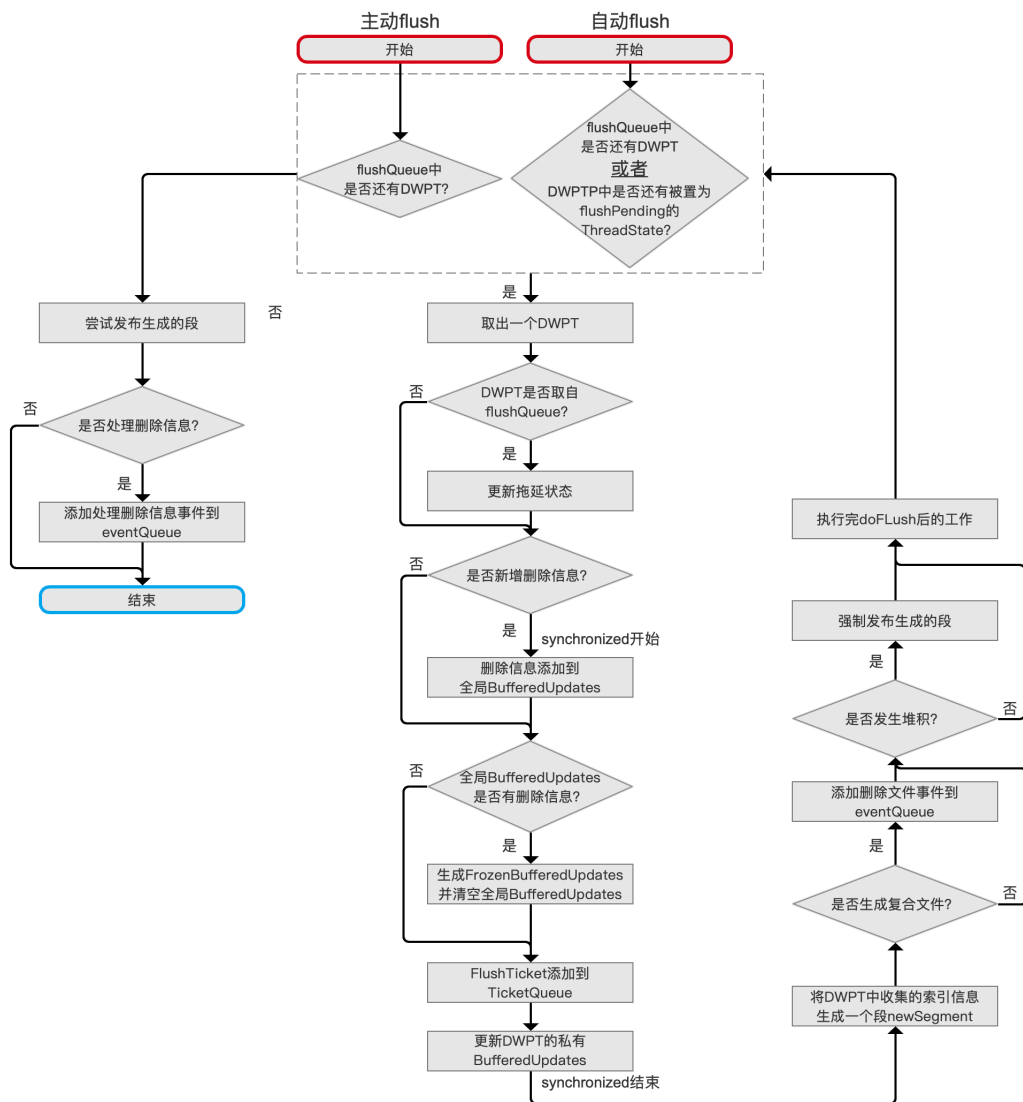 主动flush
自动flush
开始
开始
flushQueue中
是否还有DWPT?
flushQueue中
是否还有DWPT
或者
DWPTP中是否还有被置为
flushPending的
ThreadState?
否
尝试发布生成的段
是否处理删除信息?
否
是
添加处理删除信息事件到
eventQueue
结束
是
取出一个DWPT
DWPT是否取自
flushQueue?
否
是
更新拖延状态
是否新增删除信息?
否
是
synchronized开始
删除信息添加到
全局BufferedUpdates
全局BufferedUpdates
是否有删除信息?
否
是
生成FrozenBufferedUpdates
并清空全局BufferedUpdates
FlushTicket添加到
TicketQueue
更新DWPT的私有
BufferedUpdates
synchronized结束
将DWPT中收集的索引信息
生成一个段newSegment
是否生成复合文件?
否
是
添加删除文件事件到
eventQueue
是否发生堆积?
否
是
强制发布生成的段
执行完doFLush后的工作